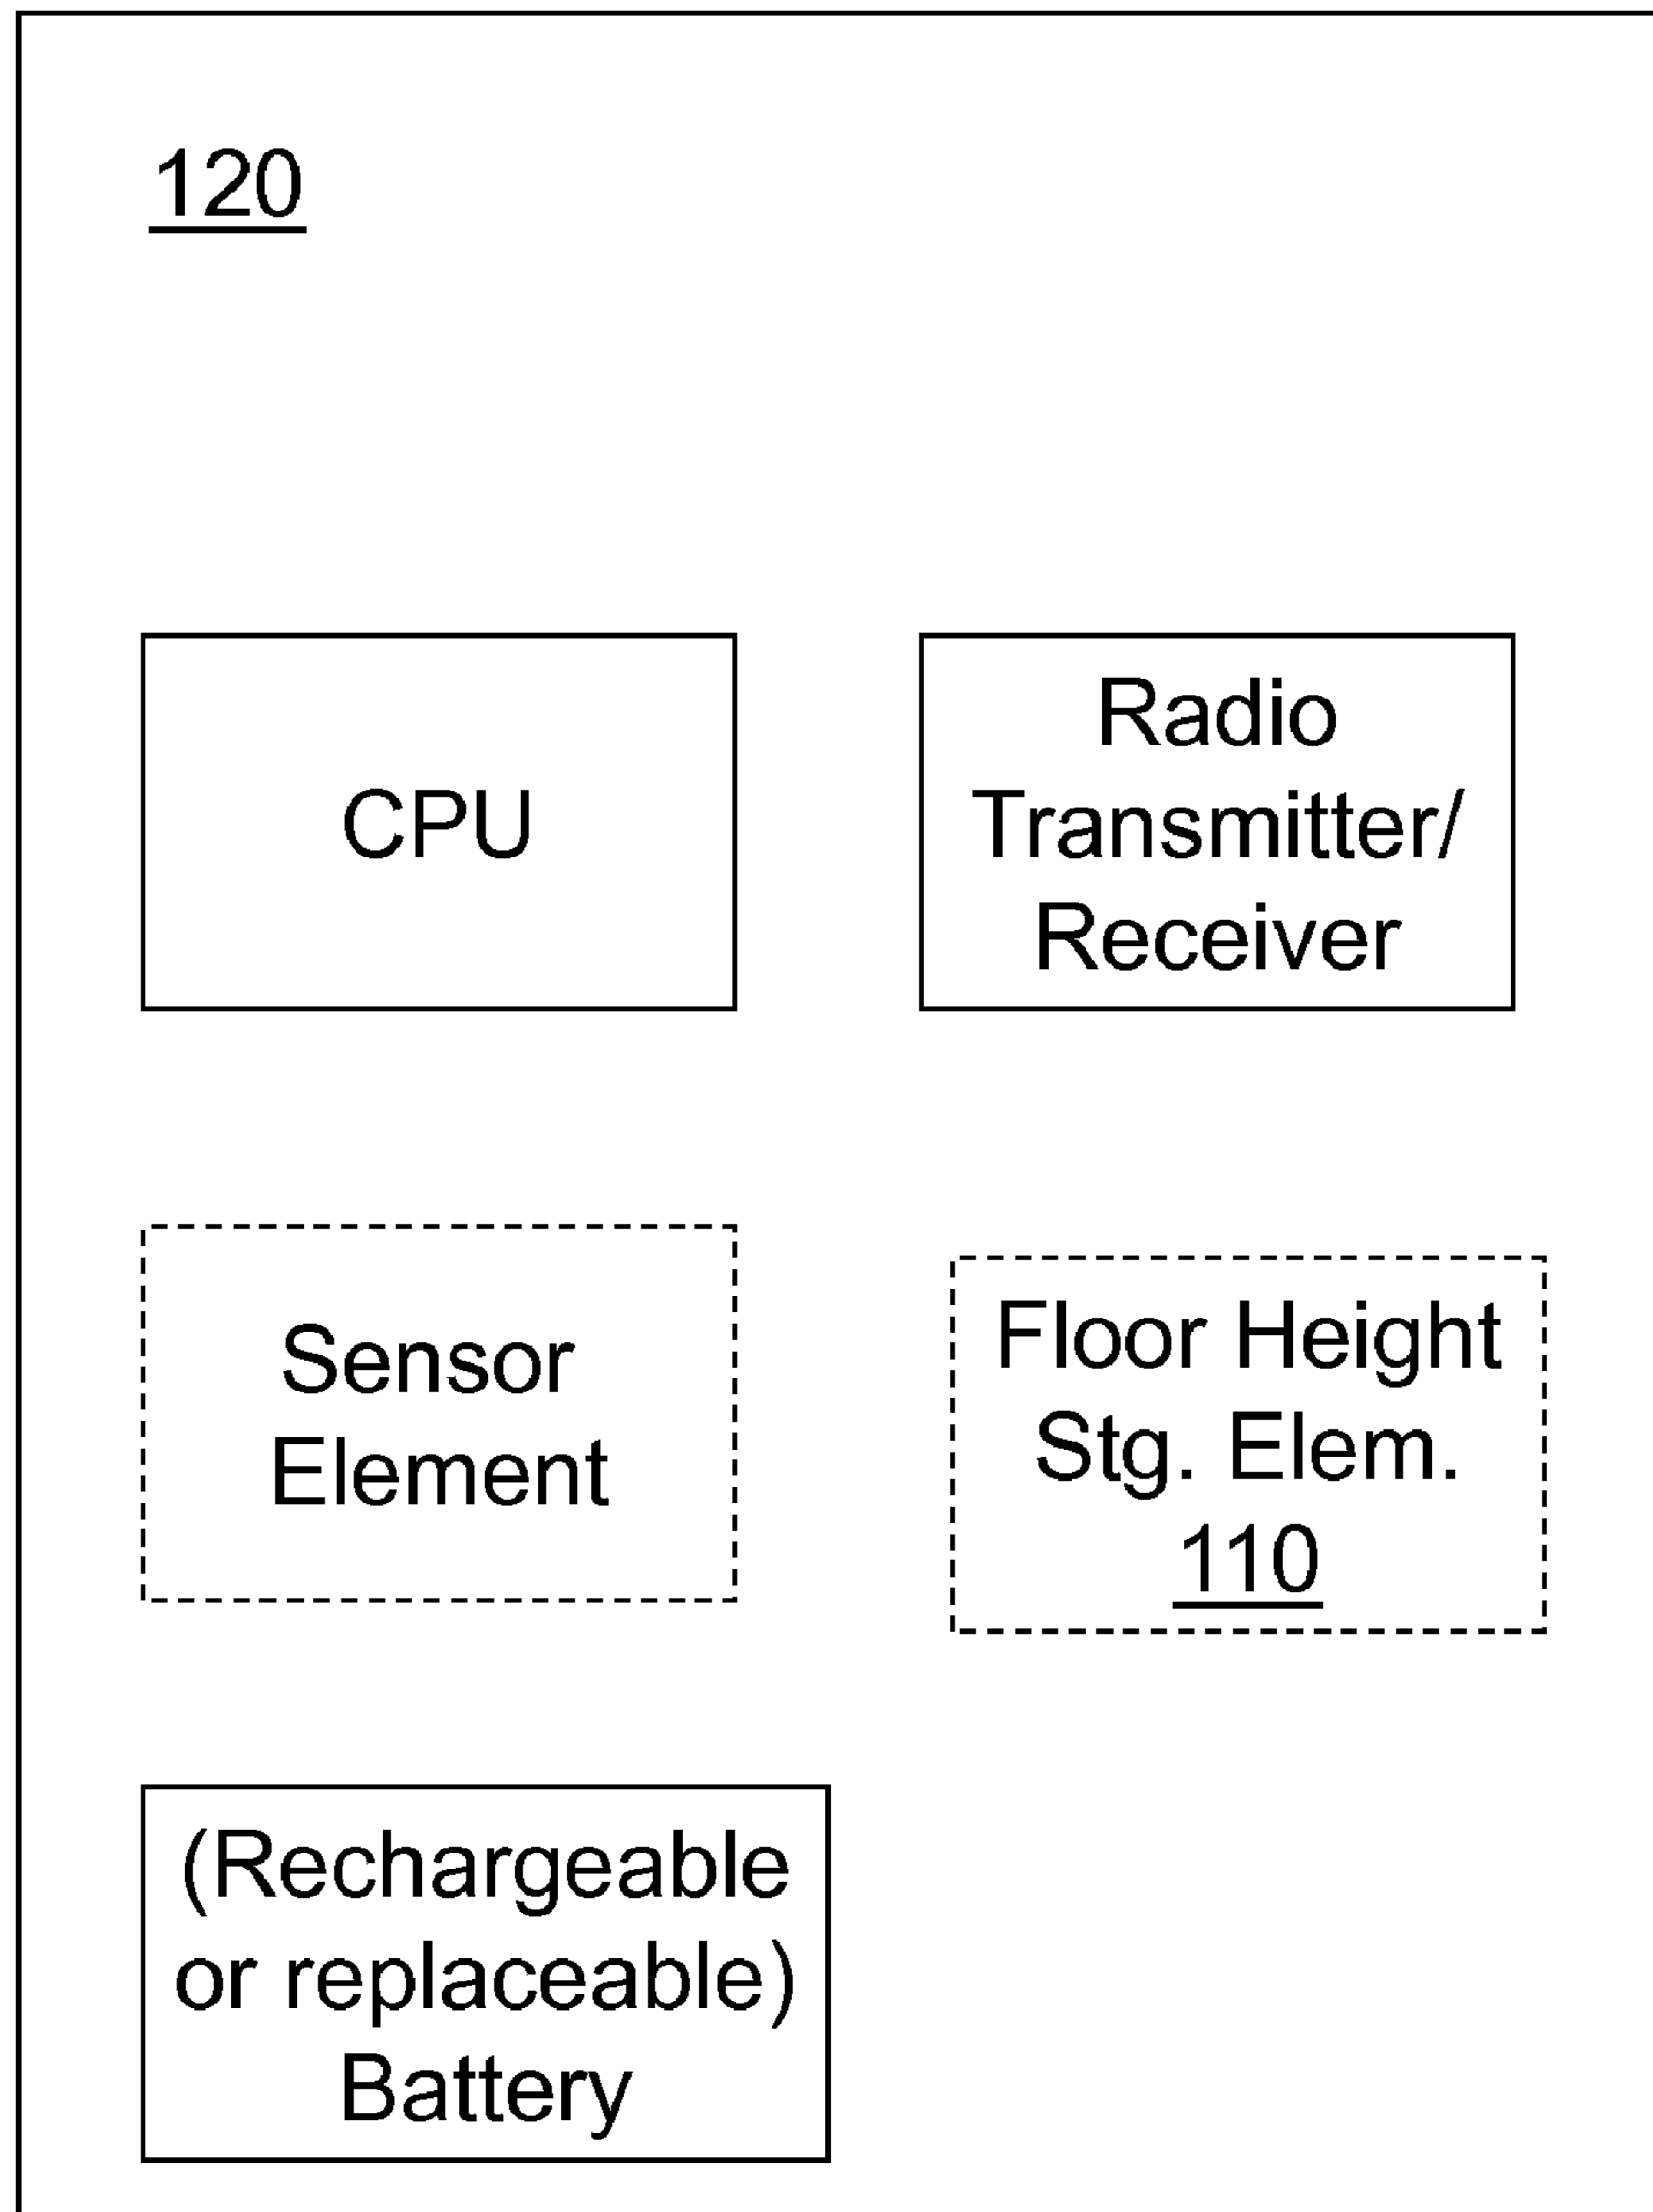 120
CPU
Radio
Transmitter/
Receiver
Sensor
Element
Floor Height
Stg. Elem.
110
(Rechargeable
or replaceable)
Battery